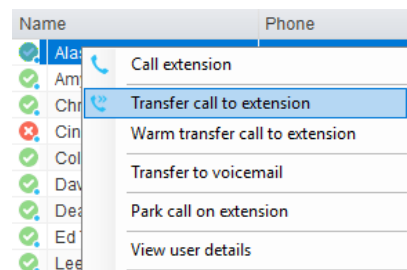 Name Phone
Ala
Call extension
Am
Chr
Transfer call to extension
Cin
Warm transfer call to extension
Col
Transfer to voicemail
Dav
Dea
Park call on extension
Ed
View user details
Lee